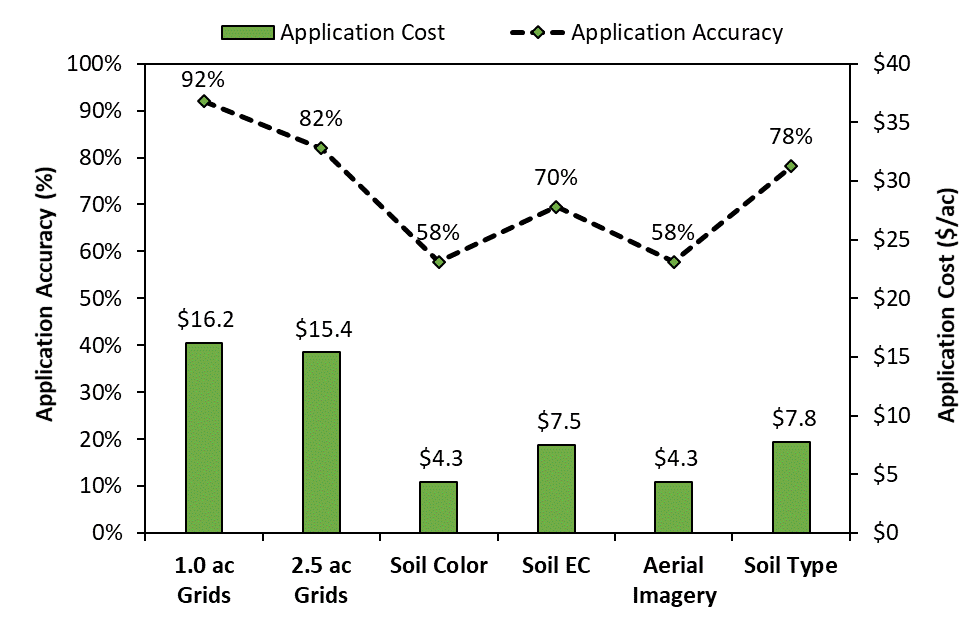 Application Cost
Application Accuracy
100%
90%
80%
70%
60%
50%
40%
30%
20%
10%
0%
Application Accuracy (%)
92%
82%
58%
70%
58%
78%
$16.2
$15.4
$4.3
$7.5
$4.3
$7.8
$40
$35
$30
$25
$20
$15
$10
$5
$0
Application Cost ($/ac)
1.0 ac
Grids
2.5 ac
Grids
Soil Color
Soil EC
Aerial
Imagery
Soil Type